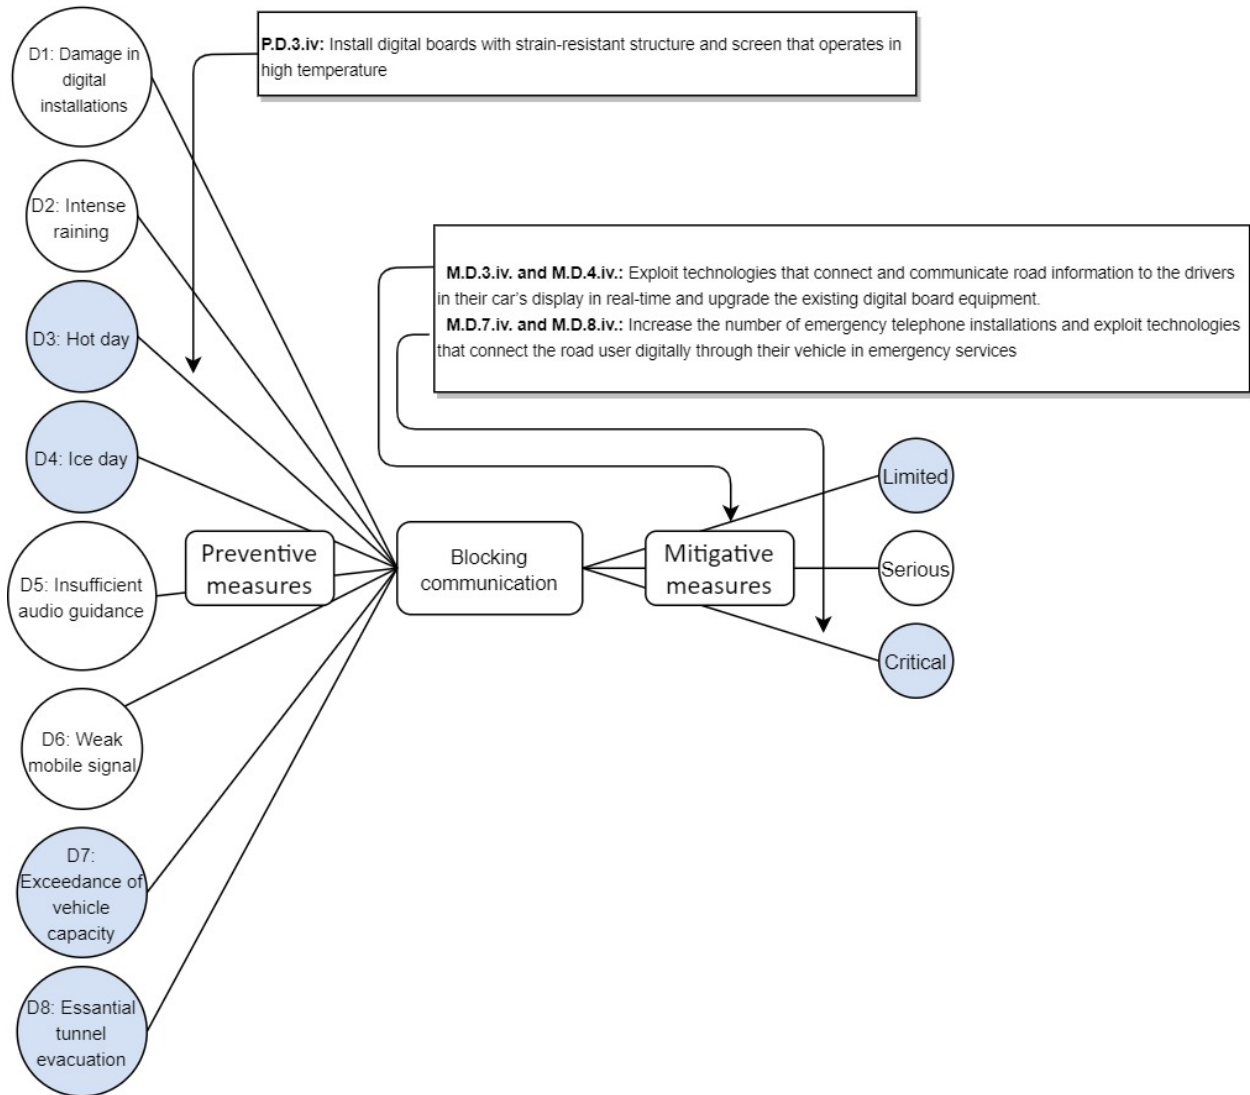 D1: Damage in
digital
installations
P.D.3.iv: Install digital boards with strain-resistant structure and screen that operates in
high temperature
D2: Intense
raining
D3: Hot day
D4: Ice day
D5: Insufficient
audio guidance
D6: Weak
mobile signal
D7:
Exceedance of
vehicle
capacity
D8: Essantial
tunnel
evacuation
Preventive
measures
Blocking
communication
M.D.3.iv. and M.D.4.iv.: Exploit technologies that connect and communicate road information to the drivers
in their car's display in real-time and upgrade the existing digital board equipment.
M.D.7.iv. and M.D.8.iv.: Increase the number of emergency telephone installations and exploit technologies
that connect the road user digitally through their vehicle in emergency services
Mitigative
measures
Limited
Serious
Critical